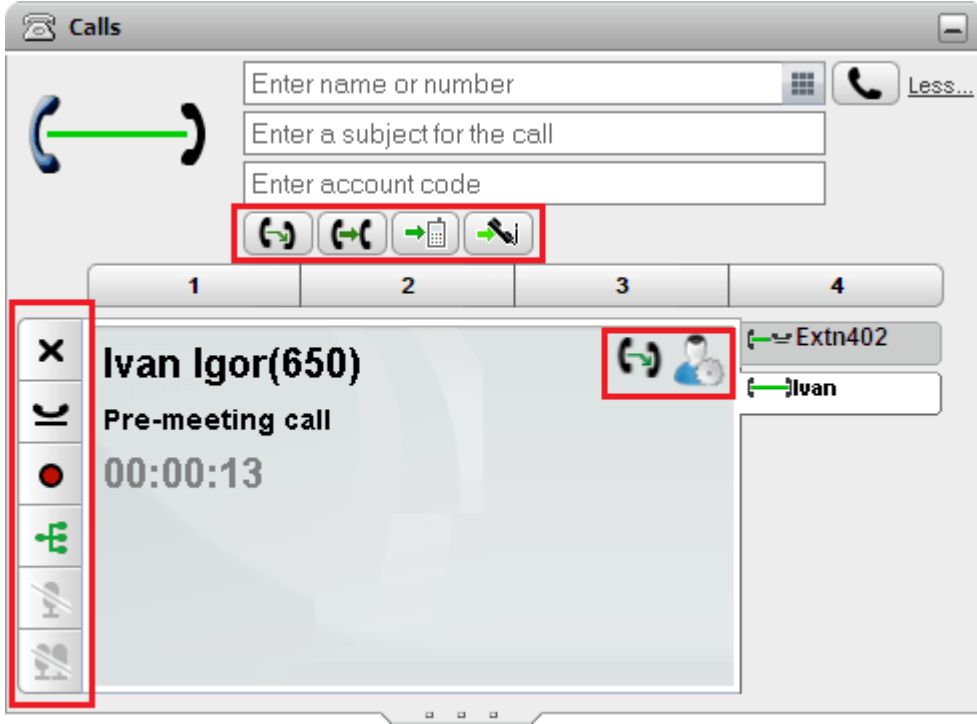 Calls
Enter name or number
Less...
Enter a subject for the call
Enter account code
1 2 3 4
Ivan Igor(650)
Extn402
Ivan
Pre-meeting call
00:00:13